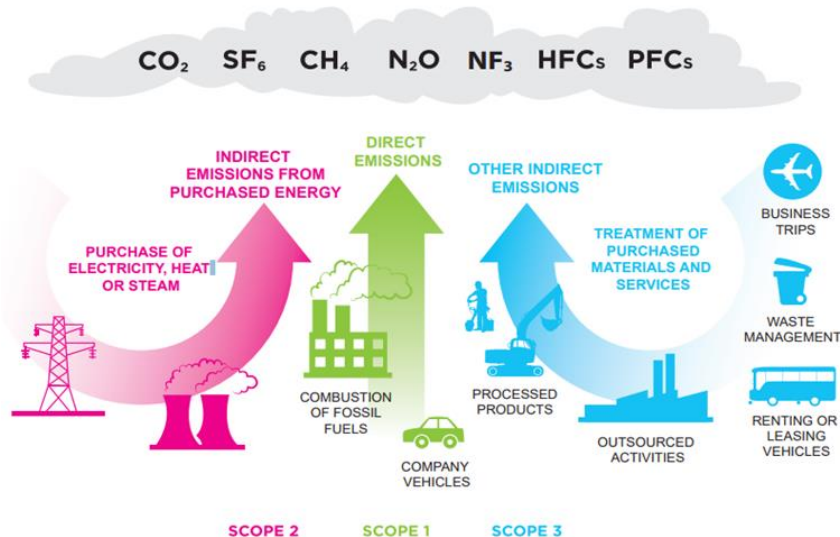 CO₂ SF₆ CH₄ N₂O NF₃ HFCs PFCs
INDIRECT
EMISSIONS FROM
PURCHASED ENERGY
DIRECT
EMISSIONS
OTHER INDIRECT
EMISSIONS
PURCHASE OF
ELECTRICITY, HEAT
OR STEAM
TREATMENT OF
PURCHASED
MATERIALS AND
SERVICES
BUSINESS
TRIPS
WASTE
MANAGEMENT
COMBUSTION
OF FOSSIL
FUELS
COMPANY
VEHICLES
PROCESSED
PRODUCTS
OUTSOURCED
ACTIVITIES
RENTING OR
LEASING
VEHICLES
SCOPE 2 SCOPE 1 SCOPE 3